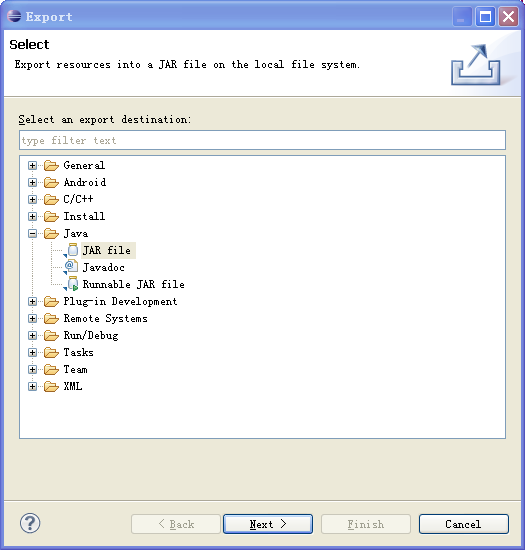 Export
Select
Export resources into a JAR file on the local file system.
Select an export destination:
type filter text
General
Android
C/C++
Install
Java
JAR file
Javadoc
Runnable JAR file
Plug-in Development
Remote Systems
Run/Debug
Tasks
Team
XML
? < Back Next > Finish Cancel